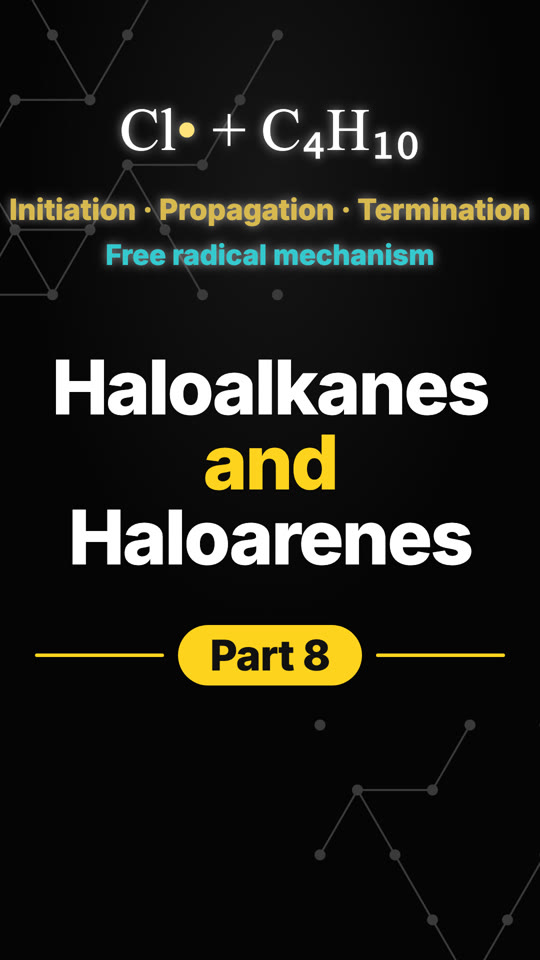 Cl• + C₄H₁₀
Initiation · Propagation · Termination
Free radical mechanism
Haloalkanes
and
Haloarenes
Part 8